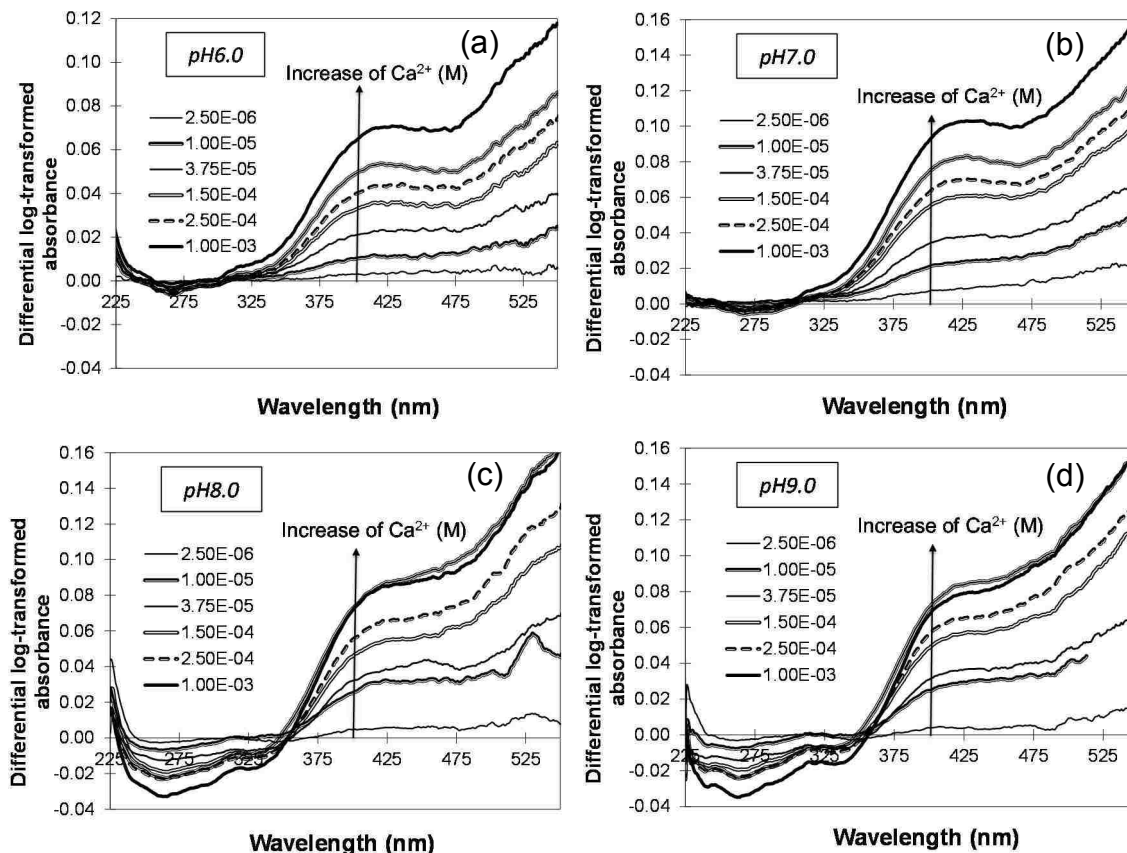 (a)
pH6.0
Increase of Ca²⁺ (M)
2.50E-06
1.00E-05
3.75E-05
1.50E-04
2.50E-04
1.00E-03
0.12
0.10
0.08
0.06
0.04
0.02
0.00
-0.02
-0.04
225 275 325 375 425 475 525
Differential log-transformed
absorbance
Wavelength (nm)
(b)
pH7.0
Increase of Ca²⁺ (M)
2.50E-06
1.00E-05
3.75E-05
1.50E-04
2.50E-04
1.00E-03
0.16
0.14
0.12
0.10
0.08
0.06
0.04
0.02
0.00
-0.02
-0.04
225 275 325 375 425 475 525
Differential log-transformed
absorbance
Wavelength (nm)
(c)
pH8.0
Increase of Ca²⁺ (M)
2.50E-06
1.00E-05
3.75E-05
1.50E-04
2.50E-04
1.00E-03
0.16
0.14
0.12
0.10
0.08
0.06
0.04
0.02
0.00
-0.02
-0.04
225 275 325 375 425 475 525
Differential log-transformed
absorbance
Wavelength (nm)
(d)
pH9.0
Increase of Ca²⁺ (M)
2.50E-06
1.00E-05
3.75E-05
1.50E-04
2.50E-04
1.00E-03
0.16
0.14
0.12
0.10
0.08
0.06
0.04
0.02
0.00
-0.02
-0.04
225 275 325 375 425 475 525
Differential log-transformed
absorbance
Wavelength (nm)